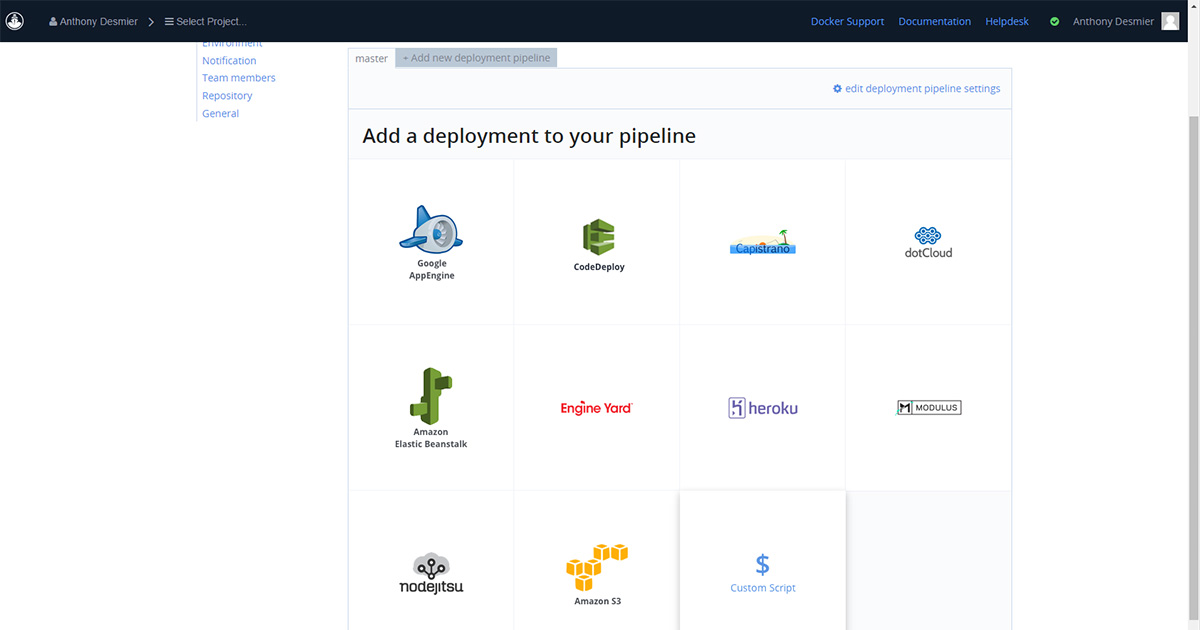 Anthony Desmier
Select Project...
Docker Support
Documentation
Helpdesk
Anthony Desmier
Environment
Notification
Team members
Repository
General
master
+ Add new deployment pipeline
edit deployment pipeline settings
Add a deployment to your pipeline
Google
AppEngine
CodeDeploy
Capistrano
dotCloud
Amazon
Elastic Beanstalk
Engine Yard
heroku
MODULUS
nodejitsu
Amazon S3
$
Custom Script